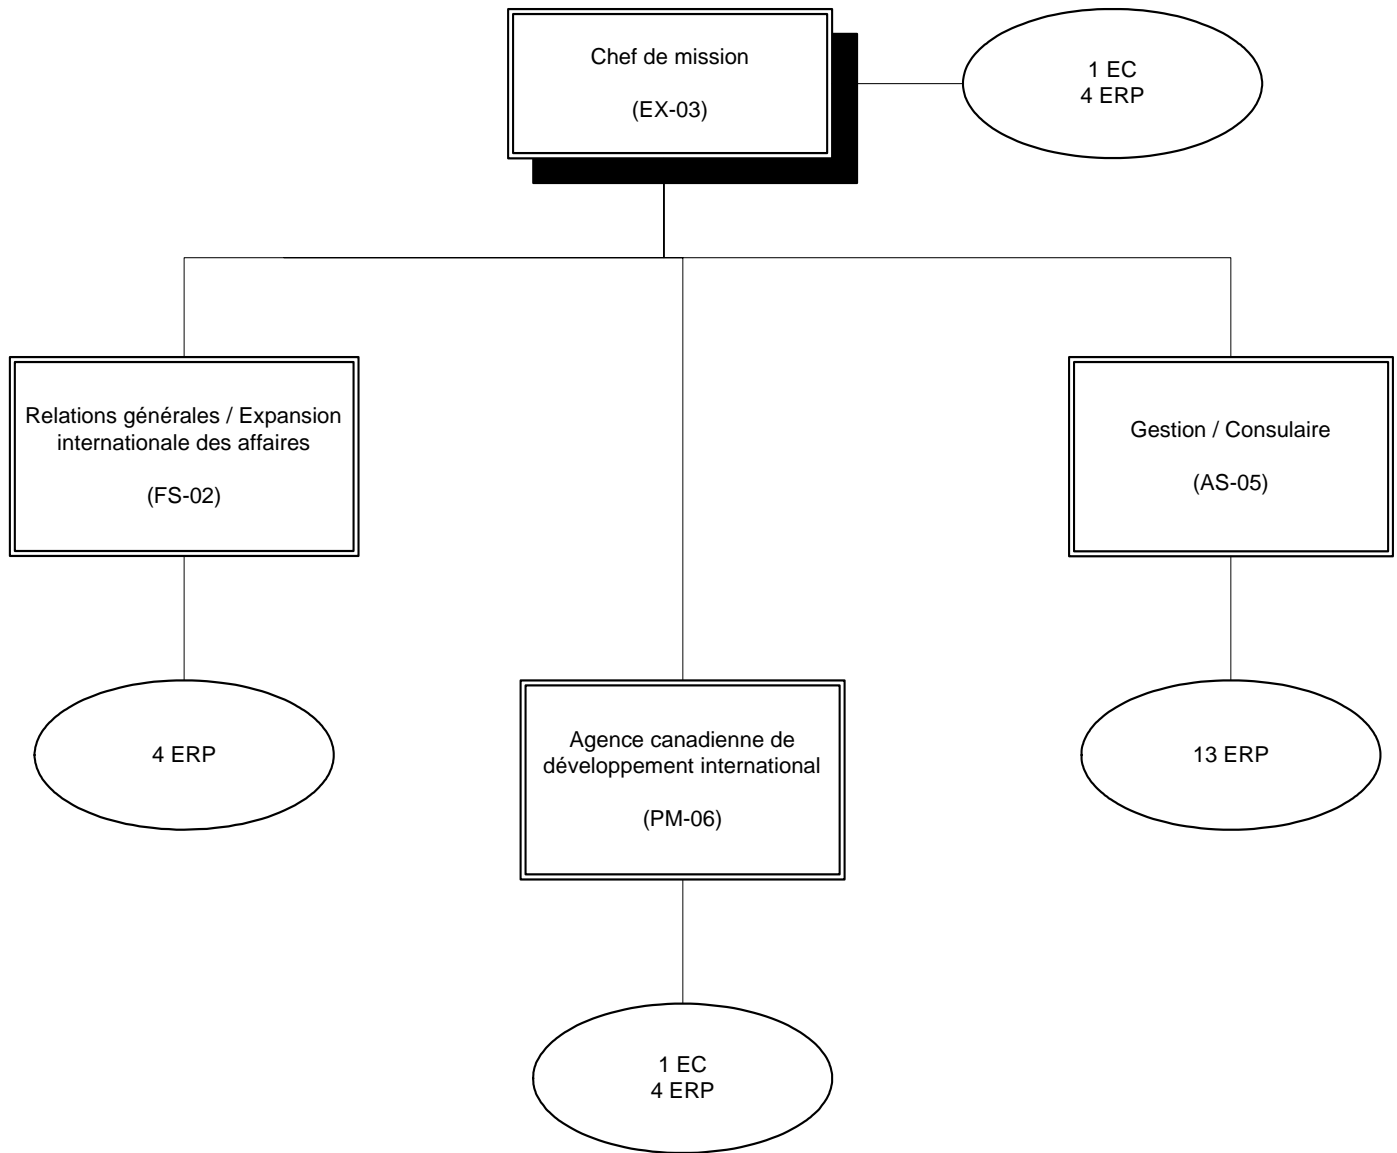 Chef de mission
(EX-03)
1 EC
4 ERP
Relations générales / Expansion
internationale des affaires
(FS-02)
Gestion / Consulaire
(AS-05)
4 ERP
Agence canadienne de
développement international
(PM-06)
13 ERP
1 EC
4 ERP